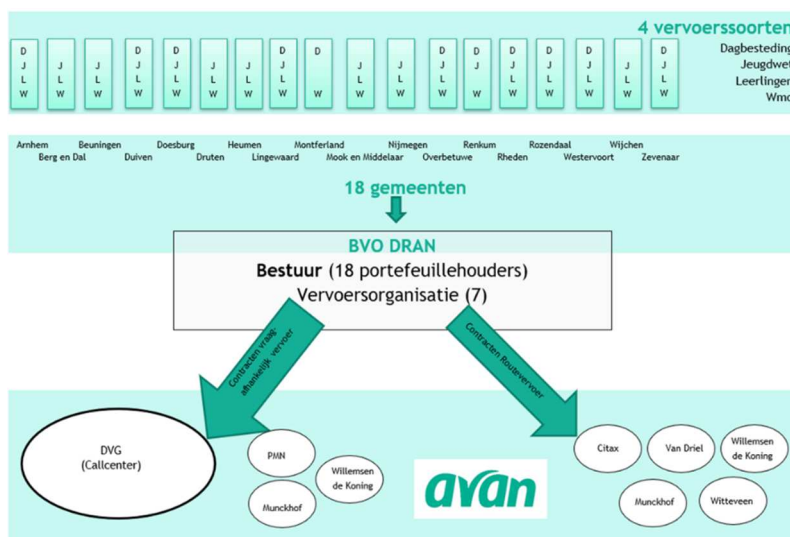 4 vervoerssoorten
D D D D D D D D D D D
J J J J J J J J J J J J J J J J J
L L L L L L L L L L L L L L L L L
W W W W W W W W W W W W W W W W W W
Dagbesteding
Jeugdwet
Leerlingen
Wmo
Arnhem Beuningen Doesburg Heumen Montferland Nijmegen Renkum Rozendaal Wijchen
Berg en Dal Duiven Druten Lingewaard Mook en Middelaar Overbetuwe Rheden Westervoort Zevenaar
18 gemeenten
BVO DRAN
Bestuur (18 portefeuillehouders)
Vervoersorganisatie (7)
Contracten vraag-
afhankelijk vervoer
Contracten Routevervoer
DVG
(Callcenter)
PMN
Willemsen
de Koning
Munckhof
avan
Citax
Van Driel
Willemsen
de Koning
Munckhof
Witteveen